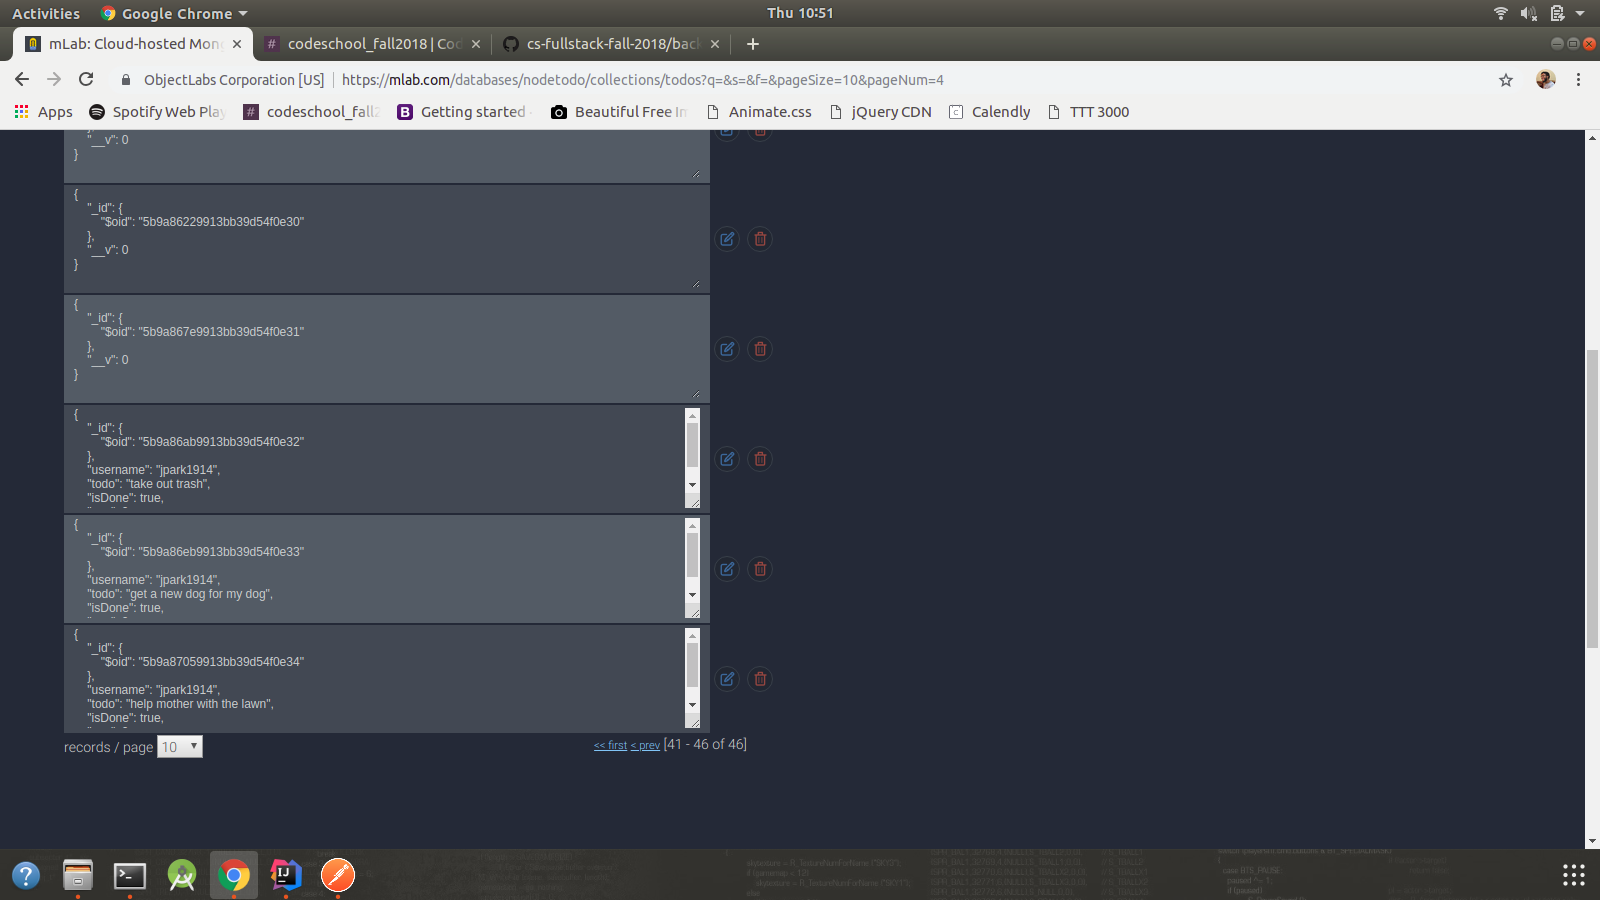 Activities
Google Chrome
Thu 10:51
mLab: Cloud-hosted Mon
codeschool_fall2018 | Co
cs-fullstack-fall-2018/bac
ObjectLabs Corporation [US]
https://mlab.com/databases/nodetodo/collections/todos?q=&s=&f=&pageSize=10&pageNum=4
Apps
Spotify Web Play
codeschool_fall2
Getting started
Beautiful Free Im
Animate.css
jQuery CDN
Calendly
TTT 3000
},
"__v": 0
}
{
"_id": {
"$oid": "5b9a86229913bb39d54f0e30"
},
"__v": 0
}
{
"_id": {
"$oid": "5b9a867e9913bb39d54f0e31"
},
"__v": 0
}
{
"_id": {
"$oid": "5b9a86ab9913bb39d54f0e32"
},
"username": "jpark1914",
"todo": "take out trash",
"isDone": true,
{
"_id": {
"$oid": "5b9a86eb9913bb39d54f0e33"
},
"username": "jpark1914",
"todo": "get a new dog for my dog",
"isDone": true,
{
"_id": {
"$oid": "5b9a87059913bb39d54f0e34"
},
"username": "jpark1914",
"todo": "help mother with the lawn",
"isDone": true,
records / page 10
<< first < prev [41 - 46 of 46]